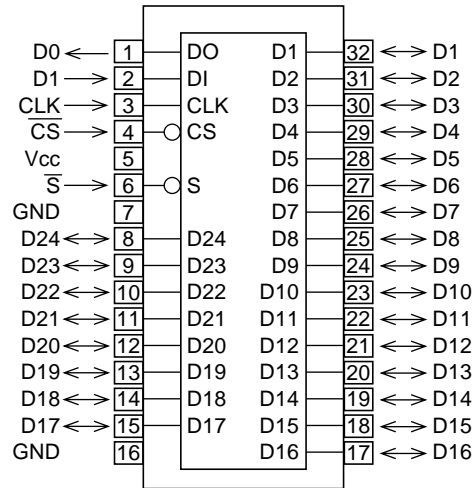 D0 1 DO D1 32 D1
D1 2 DI D2 31 D2
CLK 3 CLK D3 30 D3
CS 4 CS D4 29 D4
Vcc 5 D5 28 D5
S 6 S D6 27 D6
GND 7 D7 26 D7
D24 8 D24 D8 25 D8
D23 9 D23 D9 24 D9
D22 10 D22 D10 23 D10
D21 11 D21 D11 22 D11
D20 12 D20 D12 21 D12
D19 13 D19 D13 20 D13
D18 14 D18 D14 19 D14
D17 15 D17 D15 18 D15
GND 16 D16 17 D16